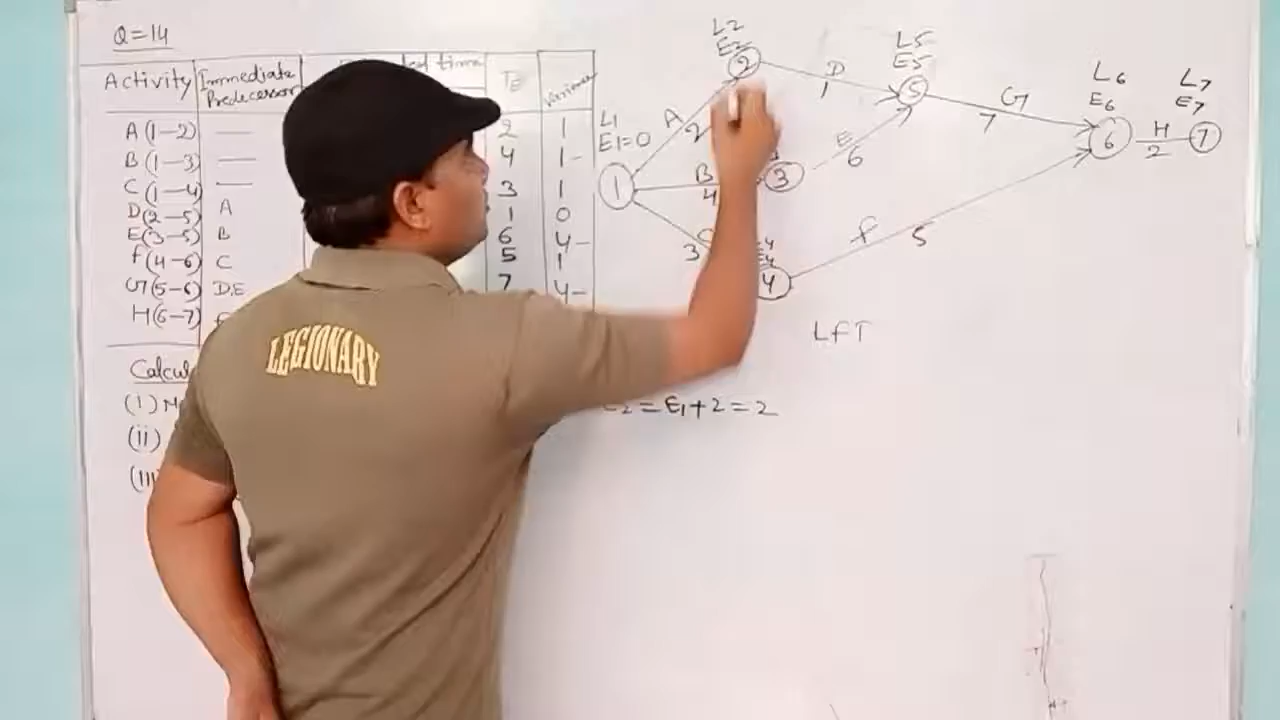 Q=14
Activity Immediate Predecessor time TE Variance
A(1-2) — 2 1
B(1-3) — 4 1
C(1-4) — 3 1
D(2-5) A 1 0
E(3-5) B 6 4
F(4-6) C 5 1
G(5-6) D,E 7 4
H(6-7)
(i)
(ii)
LEGIONARY
L1
E1=0
1
A
2
L2
2
B
4
3
3
4
D
1
L5
E5
5
E
6
G
7
F
5
L6
E6
6
H
2
L7
E7
7
LFT
= E1+2=2